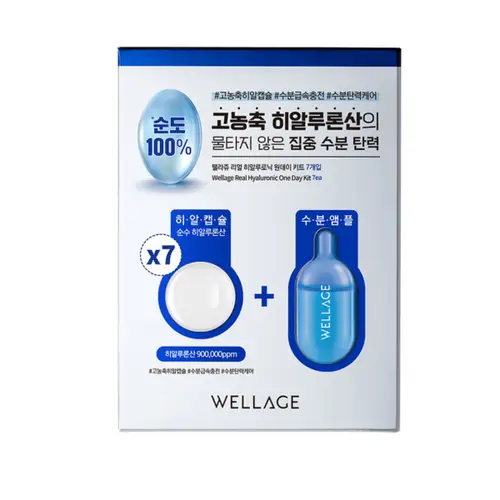 #고농축히알캡슐 #수분급속충전 #수분탄력케어
순도
100%
고농축 히알루론산의
물타지 않은 집중 수분 탄력
웰라쥬 리얼 히알루로닉 원데이 키트 7개입
Wellage Real Hyaluronic One Day Kit 7ea
히·알·캡·슐
순수 히알루론산
x7
+
수·분·앰·플
WELLAGE
히알루론산 900,000ppm
#고농축히알캡슐 #수분급속충전 #수분탄력케어
WELLAGE